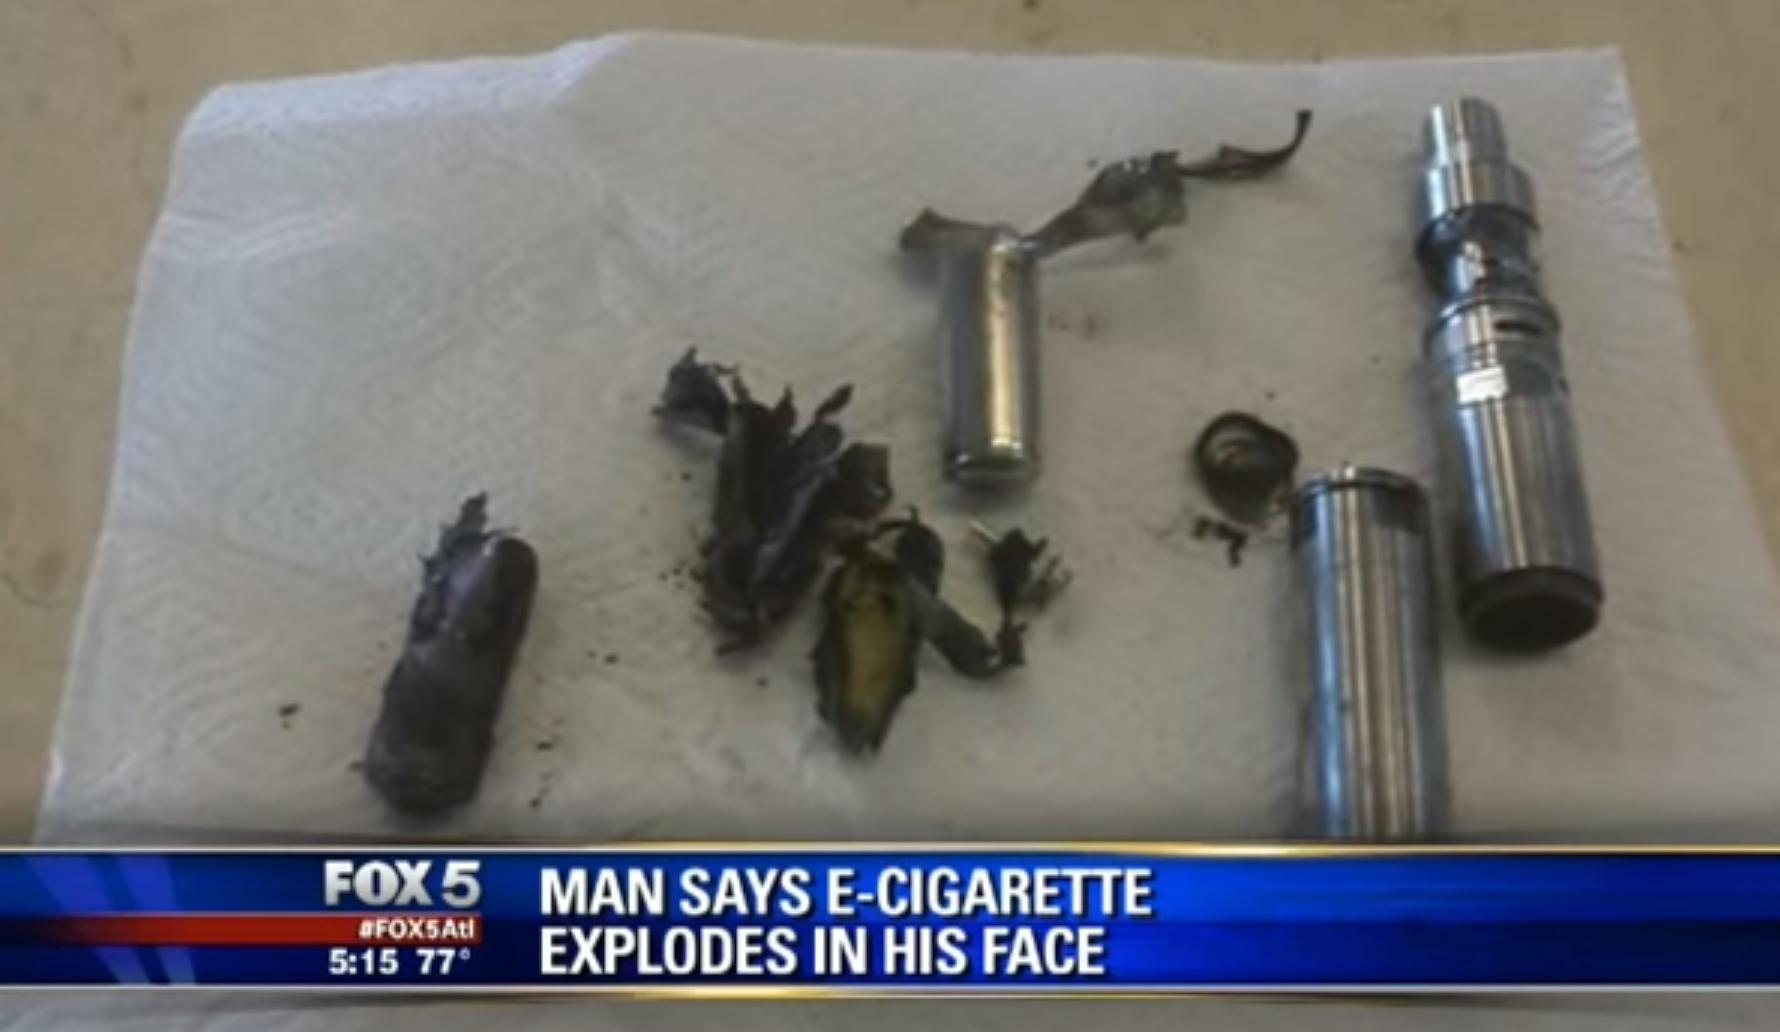 FOX 5
#FOX5Atl
5:15 77°
MAN SAYS E-CIGARETTE
EXPLODES IN HIS FACE